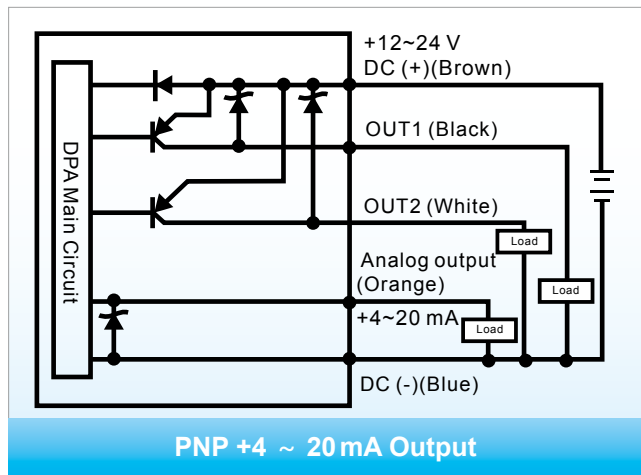 +12~24 V
DC (+)(Brown)
DPA Main Circuit
OUT1 (Black)
OUT2 (White)
Load
Analog output
(Orange)
Load
+4~20 mA
Load
DC (-)(Blue)
PNP +4 ~ 20 mA Output